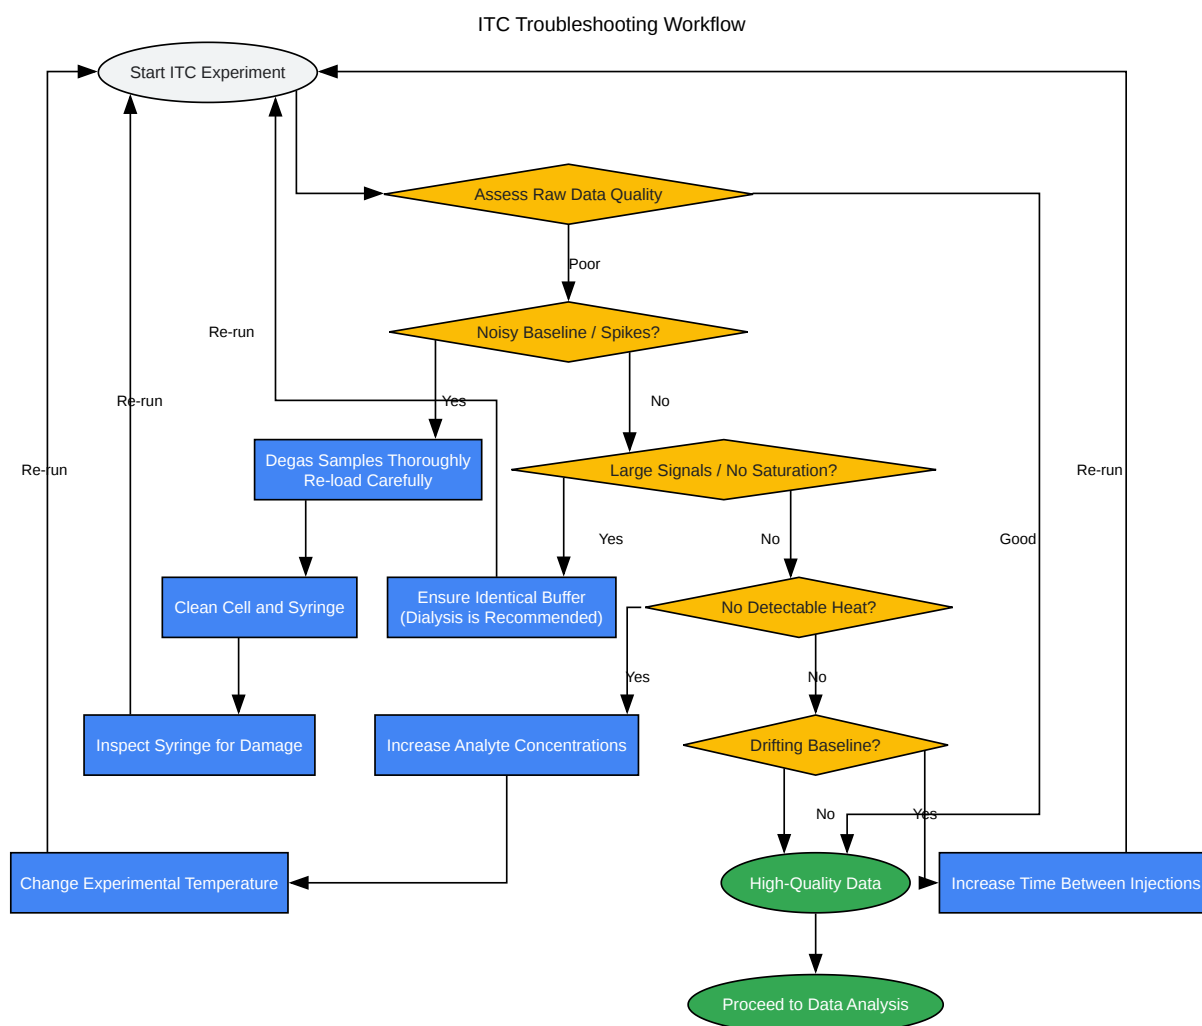 ITC Troubleshooting Workflow
Start ITC Experiment
Assess Raw Data Quality
Poor
Noisy Baseline / Spikes?
Re-run
Re-run
Yes
No
Re-run
Degas Samples Thoroughly
Re-load Carefully
Large Signals / No Saturation?
Re-run
Yes
No
Good
Clean Cell and Syringe
Ensure Identical Buffer
(Dialysis is Recommended)
No Detectable Heat?
Yes
No
Inspect Syringe for Damage
Increase Analyte Concentrations
Drifting Baseline?
No
Yes
Change Experimental Temperature
High-Quality Data
Increase Time Between Injections
Proceed to Data Analysis